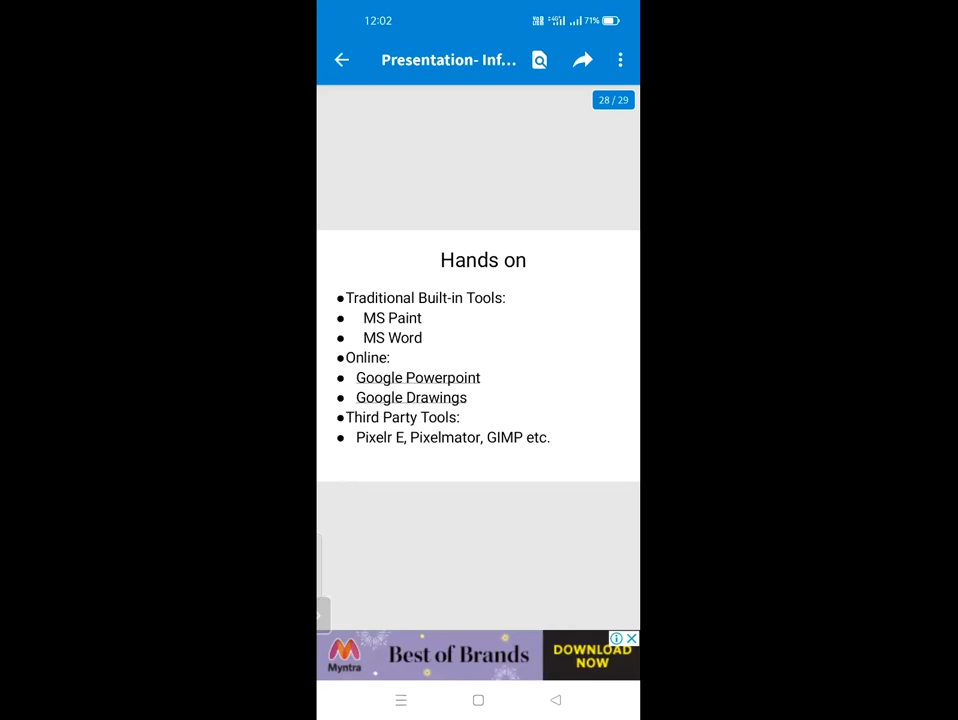 12:02
71%
Presentation- Inf...
28 / 29
Hands on
●Traditional Built-in Tools:
● MS Paint
● MS Word
●Online:
● Google Powerpoint
● Google Drawings
●Third Party Tools:
● Pixelr E, Pixelmator, GIMP etc.
Myntra
Best of Brands
DOWNLOAD
NOW